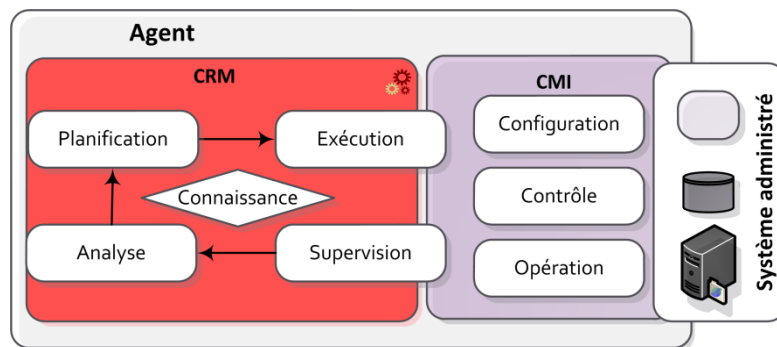 Agent
CRM
Planification
Exécution
Connaissance
Analyse
Supervision
CMI
Configuration
Contrôle
Opération
Système administré